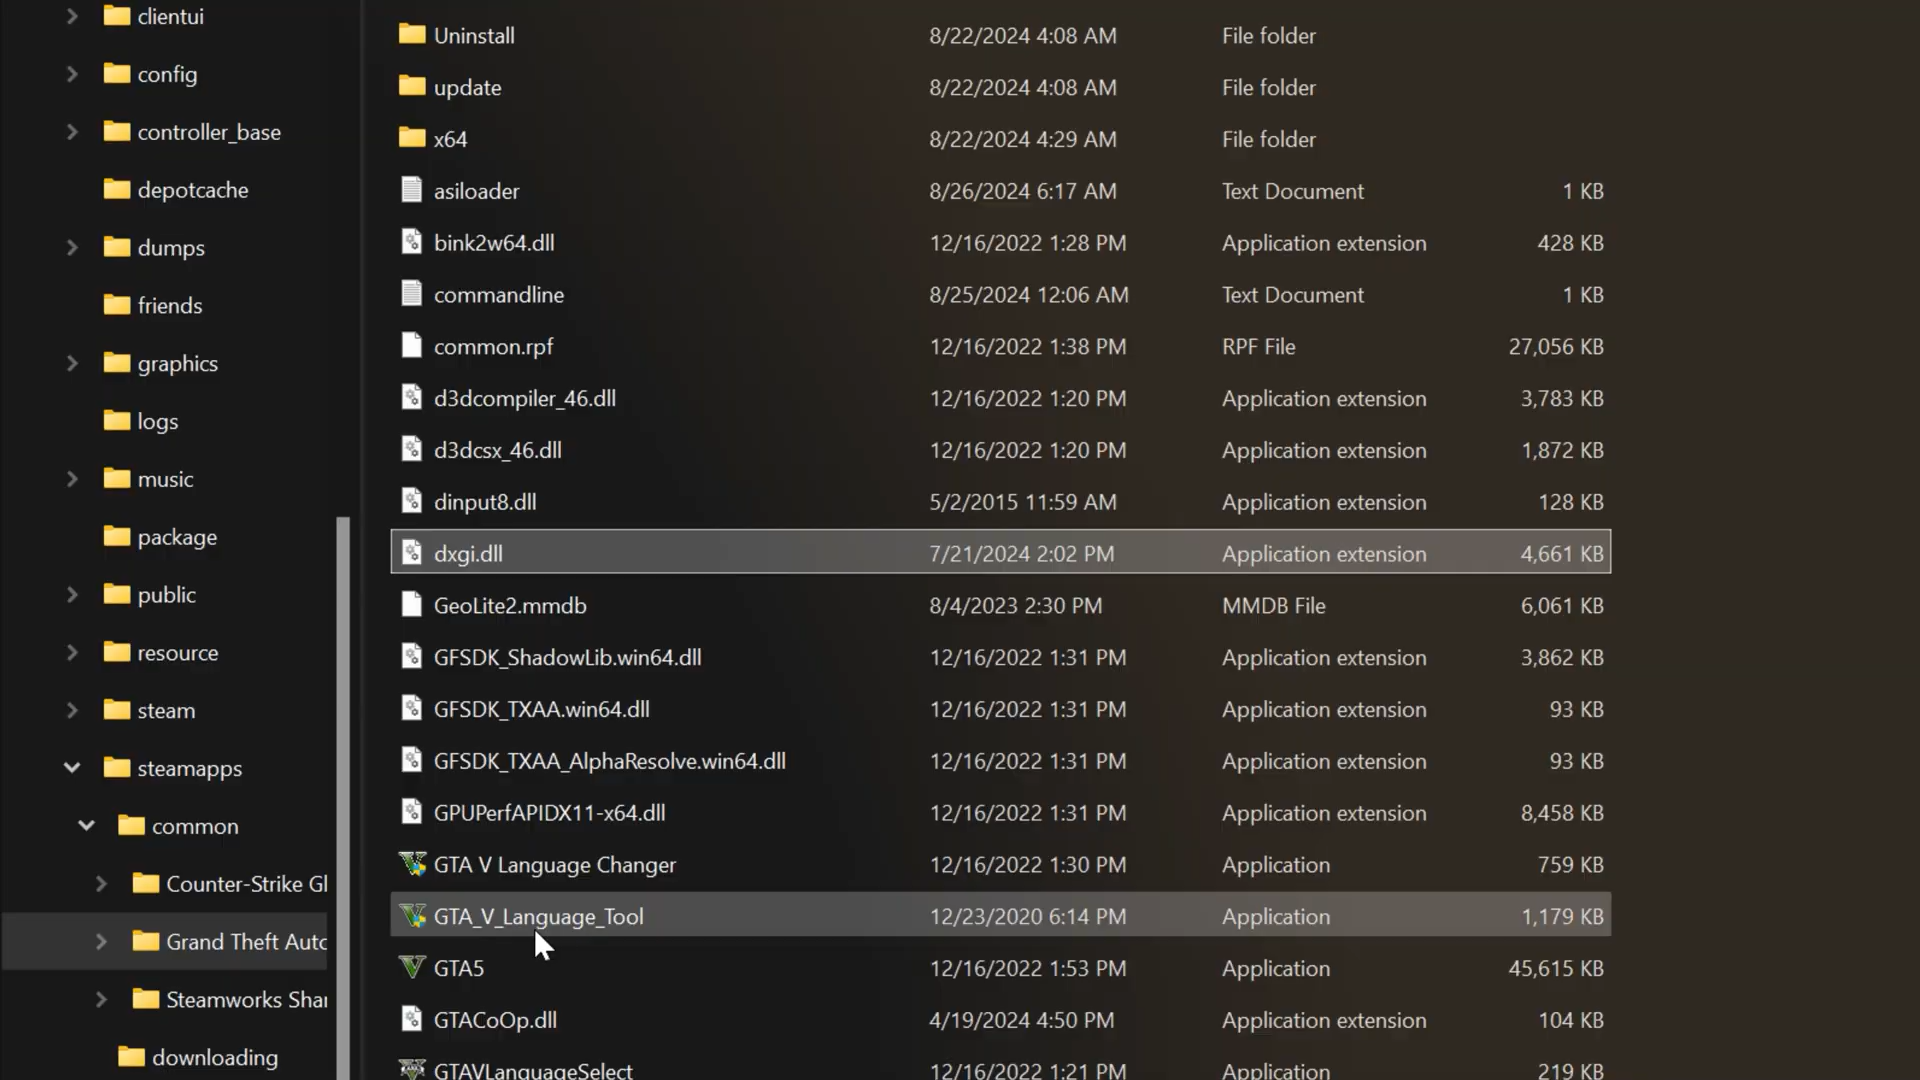 clientui
config
controller_base
depotcache
dumps
friends
graphics
logs
music
package
public
resource
steam
steamapps
common
Counter-Strike Gl
Grand Theft Auto
Steamworks Shar
downloading
Uninstall 8/22/2024 4:08 AM File folder
update 8/22/2024 4:08 AM File folder
x64 8/22/2024 4:29 AM File folder
asiloader 8/26/2024 6:17 AM Text Document 1 KB
bink2w64.dll 12/16/2022 1:28 PM Application extension 428 KB
commandline 8/25/2024 12:06 AM Text Document 1 KB
common.rpf 12/16/2022 1:38 PM RPF File 27,056 KB
d3dcompiler_46.dll 12/16/2022 1:20 PM Application extension 3,783 KB
d3dcsx_46.dll 12/16/2022 1:20 PM Application extension 1,872 KB
dinput8.dll 5/2/2015 11:59 AM Application extension 128 KB
dxgi.dll 7/21/2024 2:02 PM Application extension 4,661 KB
GeoLite2.mmdb 8/4/2023 2:30 PM MMDB File 6,061 KB
GFSDK_ShadowLib.win64.dll 12/16/2022 1:31 PM Application extension 3,862 KB
GFSDK_TXAA.win64.dll 12/16/2022 1:31 PM Application extension 93 KB
GFSDK_TXAA_AlphaResolve.win64.dll 12/16/2022 1:31 PM Application extension 93 KB
GPUPerfAPIDX11-x64.dll 12/16/2022 1:31 PM Application extension 8,458 KB
GTA V Language Changer 12/16/2022 1:30 PM Application 759 KB
GTA_V_Language_Tool 12/23/2020 6:14 PM Application 1,179 KB
GTA5 12/16/2022 1:53 PM Application 45,615 KB
GTACoOp.dll 4/19/2024 4:50 PM Application extension 104 KB
GTAVLanguageSelect 12/16/2022 1:21 PM Application 219 KB